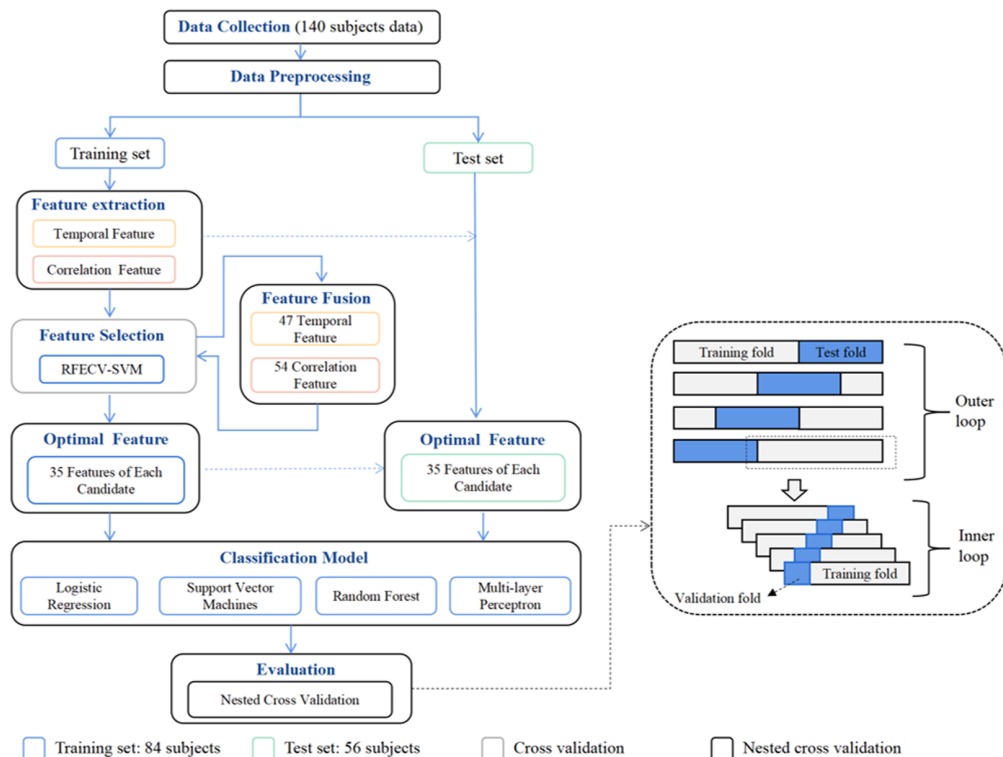 Data Collection (140 subjects data)
Data Preprocessing
Training set
Test set
Feature extraction
Temporal Feature
Correlation Feature
Feature Fusion
47 Temporal
Feature
54 Correlation
Feature
Feature Selection
RFECV-SVM
Optimal Feature
35 Features of Each
Candidate
Optimal Feature
35 Features of Each
Candidate
Classification Model
Logistic
Regression
Support Vector
Machines
Random Forest
Multi-layer
Perceptron
Evaluation
Nested Cross Validation
Training fold
Test fold
Outer
loop
Inner
loop
Training fold
Validation fold
Training set: 84 subjects
Test set: 56 subjects
Cross validation
Nested cross validation